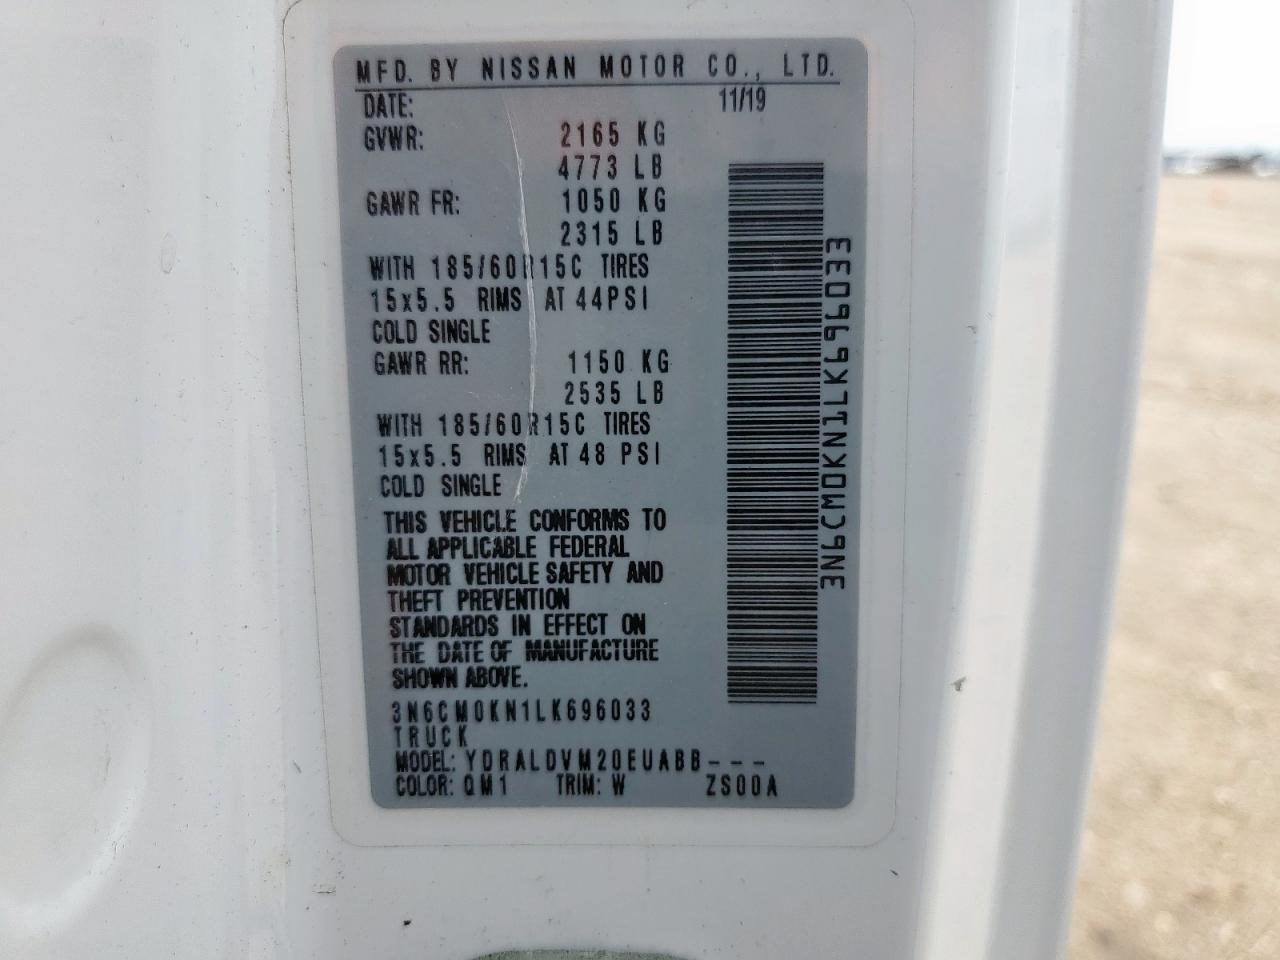 MFD. BY NISSAN MOTOR CO., LTD.
DATE: 11/19
GVWR: 2165 KG
4773 LB
GAWR FR: 1050 KG
2315 LB
WITH 185/60R15C TIRES
15x5.5 RIMS AT 44PSI
COLD SINGLE
GAWR RR: 1150 KG
2535 LB
WITH 185/60R15C TIRES
15x5.5 RIMS AT 48 PSI
COLD SINGLE
THIS VEHICLE CONFORMS TO
ALL APPLICABLE FEDERAL
MOTOR VEHICLE SAFETY AND
THEFT PREVENTION
STANDARDS IN EFFECT ON
THE DATE OF MANUFACTURE
SHOWN ABOVE.
3N6CM0KN1LK696033
TRUCK
MODEL: YDRALDVM20EUABB---
COLOR: QM1 TRIM: W ZS00A
3N6CM0KN1LK696033